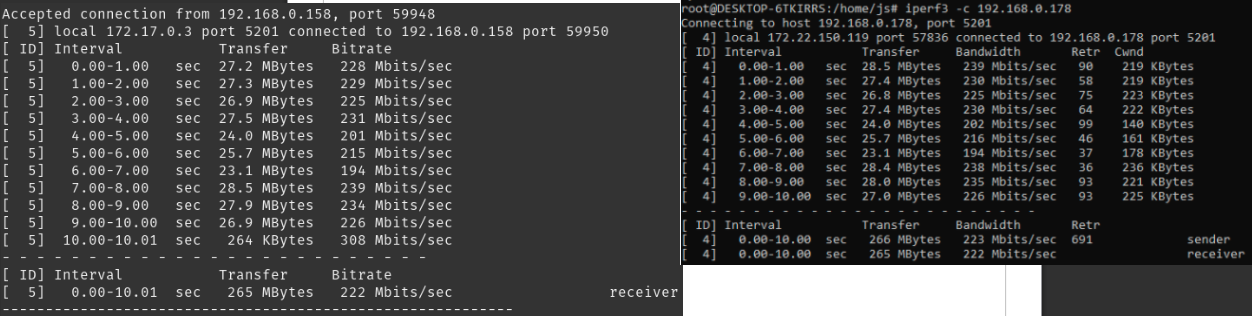 Accepted connection from 192.168.0.158, port 59948
[  5] local 172.17.0.3 port 5201 connected to 192.168.0.158 port 59950
[ ID] Interval           Transfer     Bitrate
[  5]   0.00-1.00   sec  27.2 MBytes   228 Mbits/sec
[  5]   1.00-2.00   sec  27.3 MBytes   229 Mbits/sec
[  5]   2.00-3.00   sec  26.9 MBytes   225 Mbits/sec
[  5]   3.00-4.00   sec  27.5 MBytes   231 Mbits/sec
[  5]   4.00-5.00   sec  24.0 MBytes   201 Mbits/sec
[  5]   5.00-6.00   sec  25.7 MBytes   215 Mbits/sec
[  5]   6.00-7.00   sec  23.1 MBytes   194 Mbits/sec
[  5]   7.00-8.00   sec  28.5 MBytes   239 Mbits/sec
[  5]   8.00-9.00   sec  27.9 MBytes   234 Mbits/sec
[  5]   9.00-10.00  sec  26.9 MBytes   226 Mbits/sec
[  5]  10.00-10.01  sec   264 KBytes   308 Mbits/sec
- - - - - - - - - - - - - - - - - - - - - - - - -
[ ID] Interval           Transfer     Bitrate
[  5]   0.00-10.01  sec   265 MBytes   222 Mbits/sec                  receiver
-----------------------------------------------------------
root@DESKTOP-6TKIRRS:/home/js# iperf3 -c 192.168.0.178
Connecting to host 192.168.0.178, port 5201
[  4] local 172.22.150.119 port 57836 connected to 192.168.0.178 port 5201
[ ID] Interval           Transfer     Bandwidth       Retr  Cwnd
[  4]   0.00-1.00   sec  28.5 MBytes   239 Mbits/sec   90    219 KBytes
[  4]   1.00-2.00   sec  27.4 MBytes   230 Mbits/sec   58    219 KBytes
[  4]   2.00-3.00   sec  26.8 MBytes   225 Mbits/sec   75    223 KBytes
[  4]   3.00-4.00   sec  27.4 MBytes   230 Mbits/sec   64    222 KBytes
[  4]   4.00-5.00   sec  24.0 MBytes   202 Mbits/sec   99    140 KBytes
[  4]   5.00-6.00   sec  25.7 MBytes   216 Mbits/sec   46    161 KBytes
[  4]   6.00-7.00   sec  23.1 MBytes   194 Mbits/sec   37    178 KBytes
[  4]   7.00-8.00   sec  28.4 MBytes   238 Mbits/sec   36    236 KBytes
[  4]   8.00-9.00   sec  28.0 MBytes   235 Mbits/sec   93    221 KBytes
[  4]   9.00-10.00  sec  27.0 MBytes   226 Mbits/sec   93    225 KBytes
- - - - - - - - - - - - - - - - - - - - - - - - -
[ ID] Interval           Transfer     Bandwidth       Retr
[  4]   0.00-10.00  sec   266 MBytes   223 Mbits/sec  691             sender
[  4]   0.00-10.00  sec   265 MBytes   222 Mbits/sec                  receiver